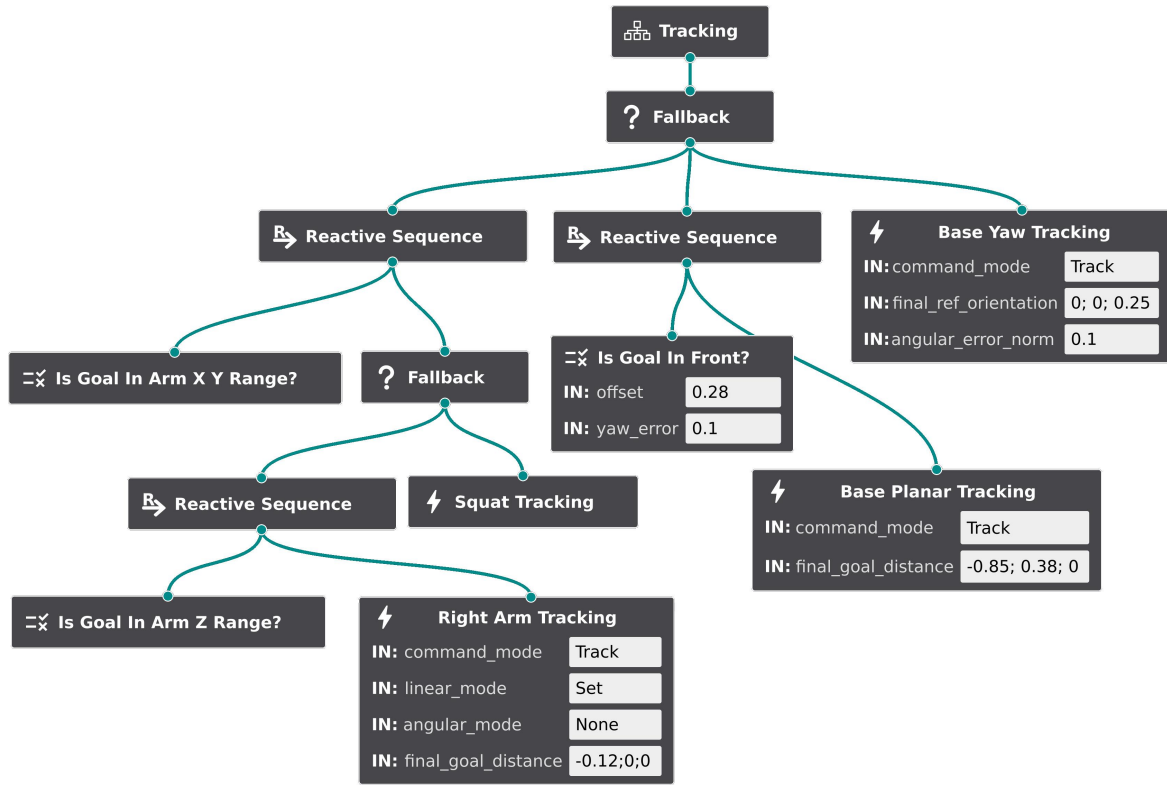 Tracking
? Fallback
R Reactive Sequence
R Reactive Sequence
Base Yaw Tracking
IN: command_mode Track
IN: final_ref_orientation 0; 0; 0.25
IN: angular_error_norm 0.1
Is Goal In Arm X Y Range?
? Fallback
Is Goal In Front?
IN: offset 0.28
IN: yaw_error 0.1
R Reactive Sequence
Squat Tracking
Base Planar Tracking
IN: command_mode Track
IN: final_goal_distance -0.85; 0.38; 0
Is Goal In Arm Z Range?
Right Arm Tracking
IN: command_mode Track
IN: linear_mode Set
IN: angular_mode None
IN: final_goal_distance -0.12;0;0